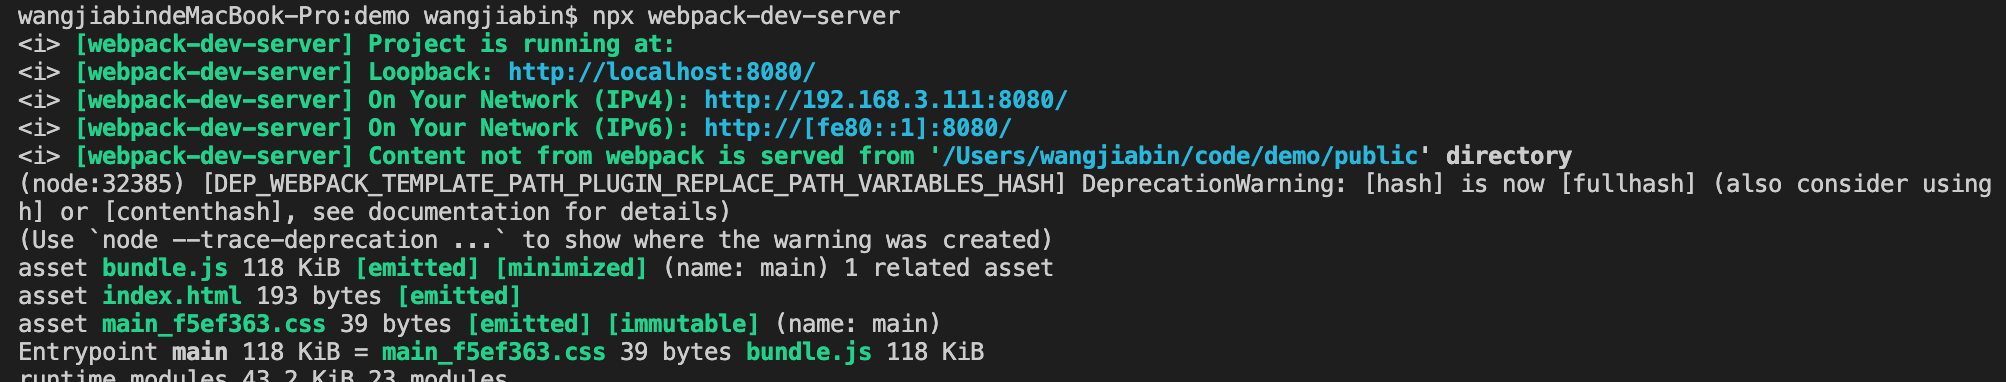 wangjiabindeMacBook-Pro:demo wangjiabin$ npx webpack-dev-server
<i> [webpack-dev-server] Project is running at:
<i> [webpack-dev-server] Loopback: http://localhost:8080/
<i> [webpack-dev-server] On Your Network (IPv4): http://192.168.3.111:8080/
<i> [webpack-dev-server] On Your Network (IPv6): http://[fe80::1]:8080/
<i> [webpack-dev-server] Content not from webpack is served from '/Users/wangjiabin/code/demo/public' directory
(node:32385) [DEP_WEBPACK_TEMPLATE_PATH_PLUGIN_REPLACE_PATH_VARIABLES_HASH] DeprecationWarning: [hash] is now [fullhash] (also consider using
h] or [contenthash], see documentation for details)
(Use `node --trace-deprecation ...` to show where the warning was created)
asset bundle.js 118 KiB [emitted] [minimized] (name: main) 1 related asset
asset index.html 193 bytes [emitted]
asset main_f5ef363.css 39 bytes [emitted] [immutable] (name: main)
Entrypoint main 118 KiB = main_f5ef363.css 39 bytes bundle.js 118 KiB
runtime modules 43.2 KiB 23 modules